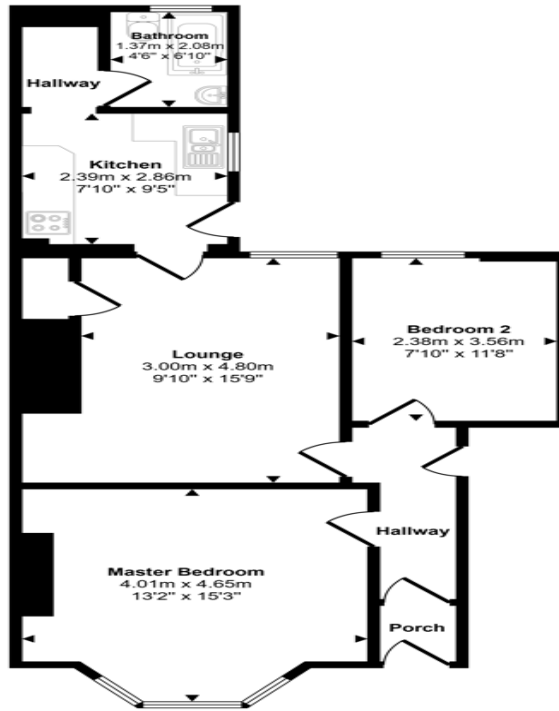 Bathroom
1.37m x 2.08m
4'6" x 6'10"
Hallway
Kitchen
2.39m x 2.86m
7'10" x 9'5"
Lounge
3.00m x 4.80m
9'10" x 15'9"
Bedroom 2
2.38m x 3.56m
7'10" x 11'8"
Hallway
Master Bedroom
4.01m x 4.65m
13'2" x 15'3"
Porch